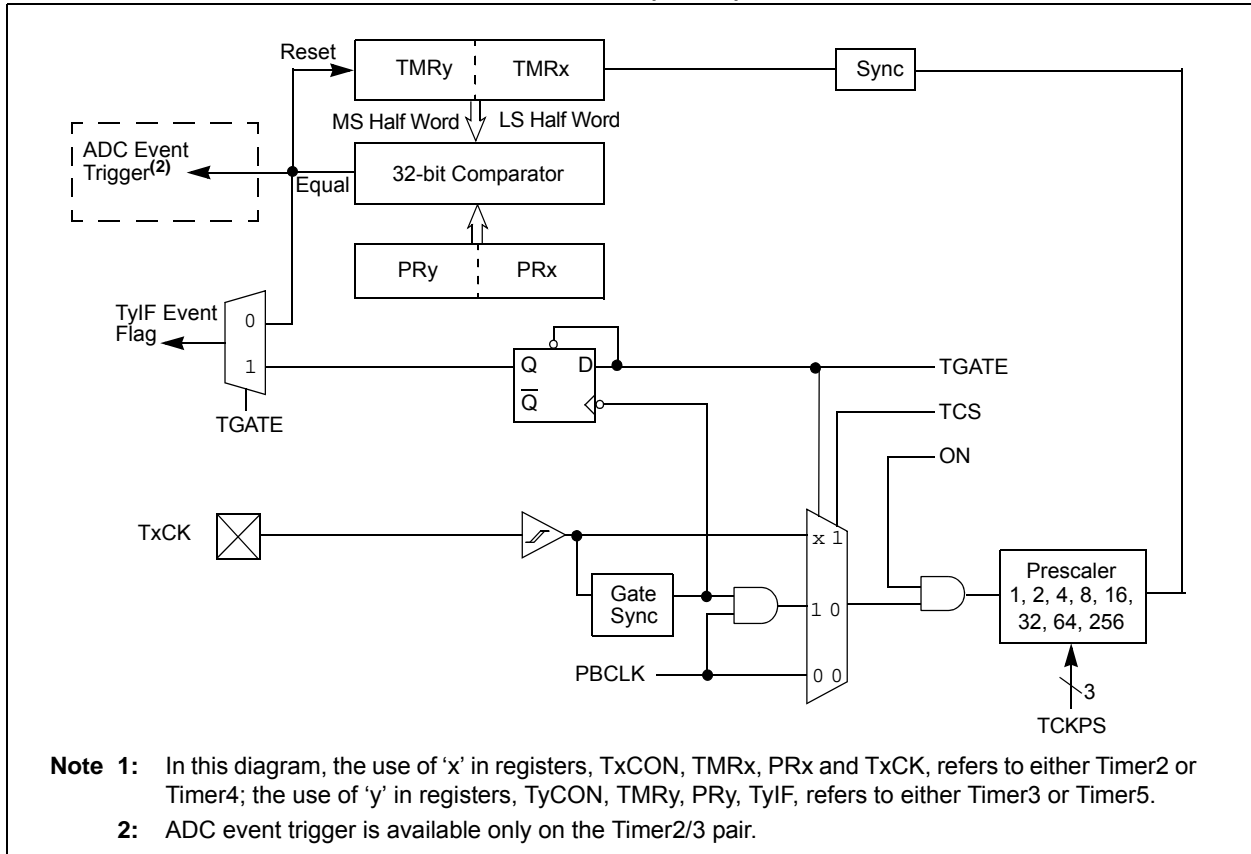 Reset
TMRy TMRx
Sync
MS Half Word LS Half Word
ADC Event
Trigger(2)
Equal
32-bit Comparator
PRy PRx
TyIF Event
Flag
0
1
TGATE
Q D
Q
TGATE
TCS
ON
TxCK
x 1
Gate
Sync
1 0
PBCLK
0 0
Prescaler
1, 2, 4, 8, 16,
32, 64, 256
3
TCKPS
Note 1: In this diagram, the use of ‘x’ in registers, TxCON, TMRx, PRx and TxCK, refers to either Timer2 or
Timer4; the use of ‘y’ in registers, TyCON, TMRy, PRy, TyIF, refers to either Timer3 or Timer5.
2: ADC event trigger is available only on the Timer2/3 pair.